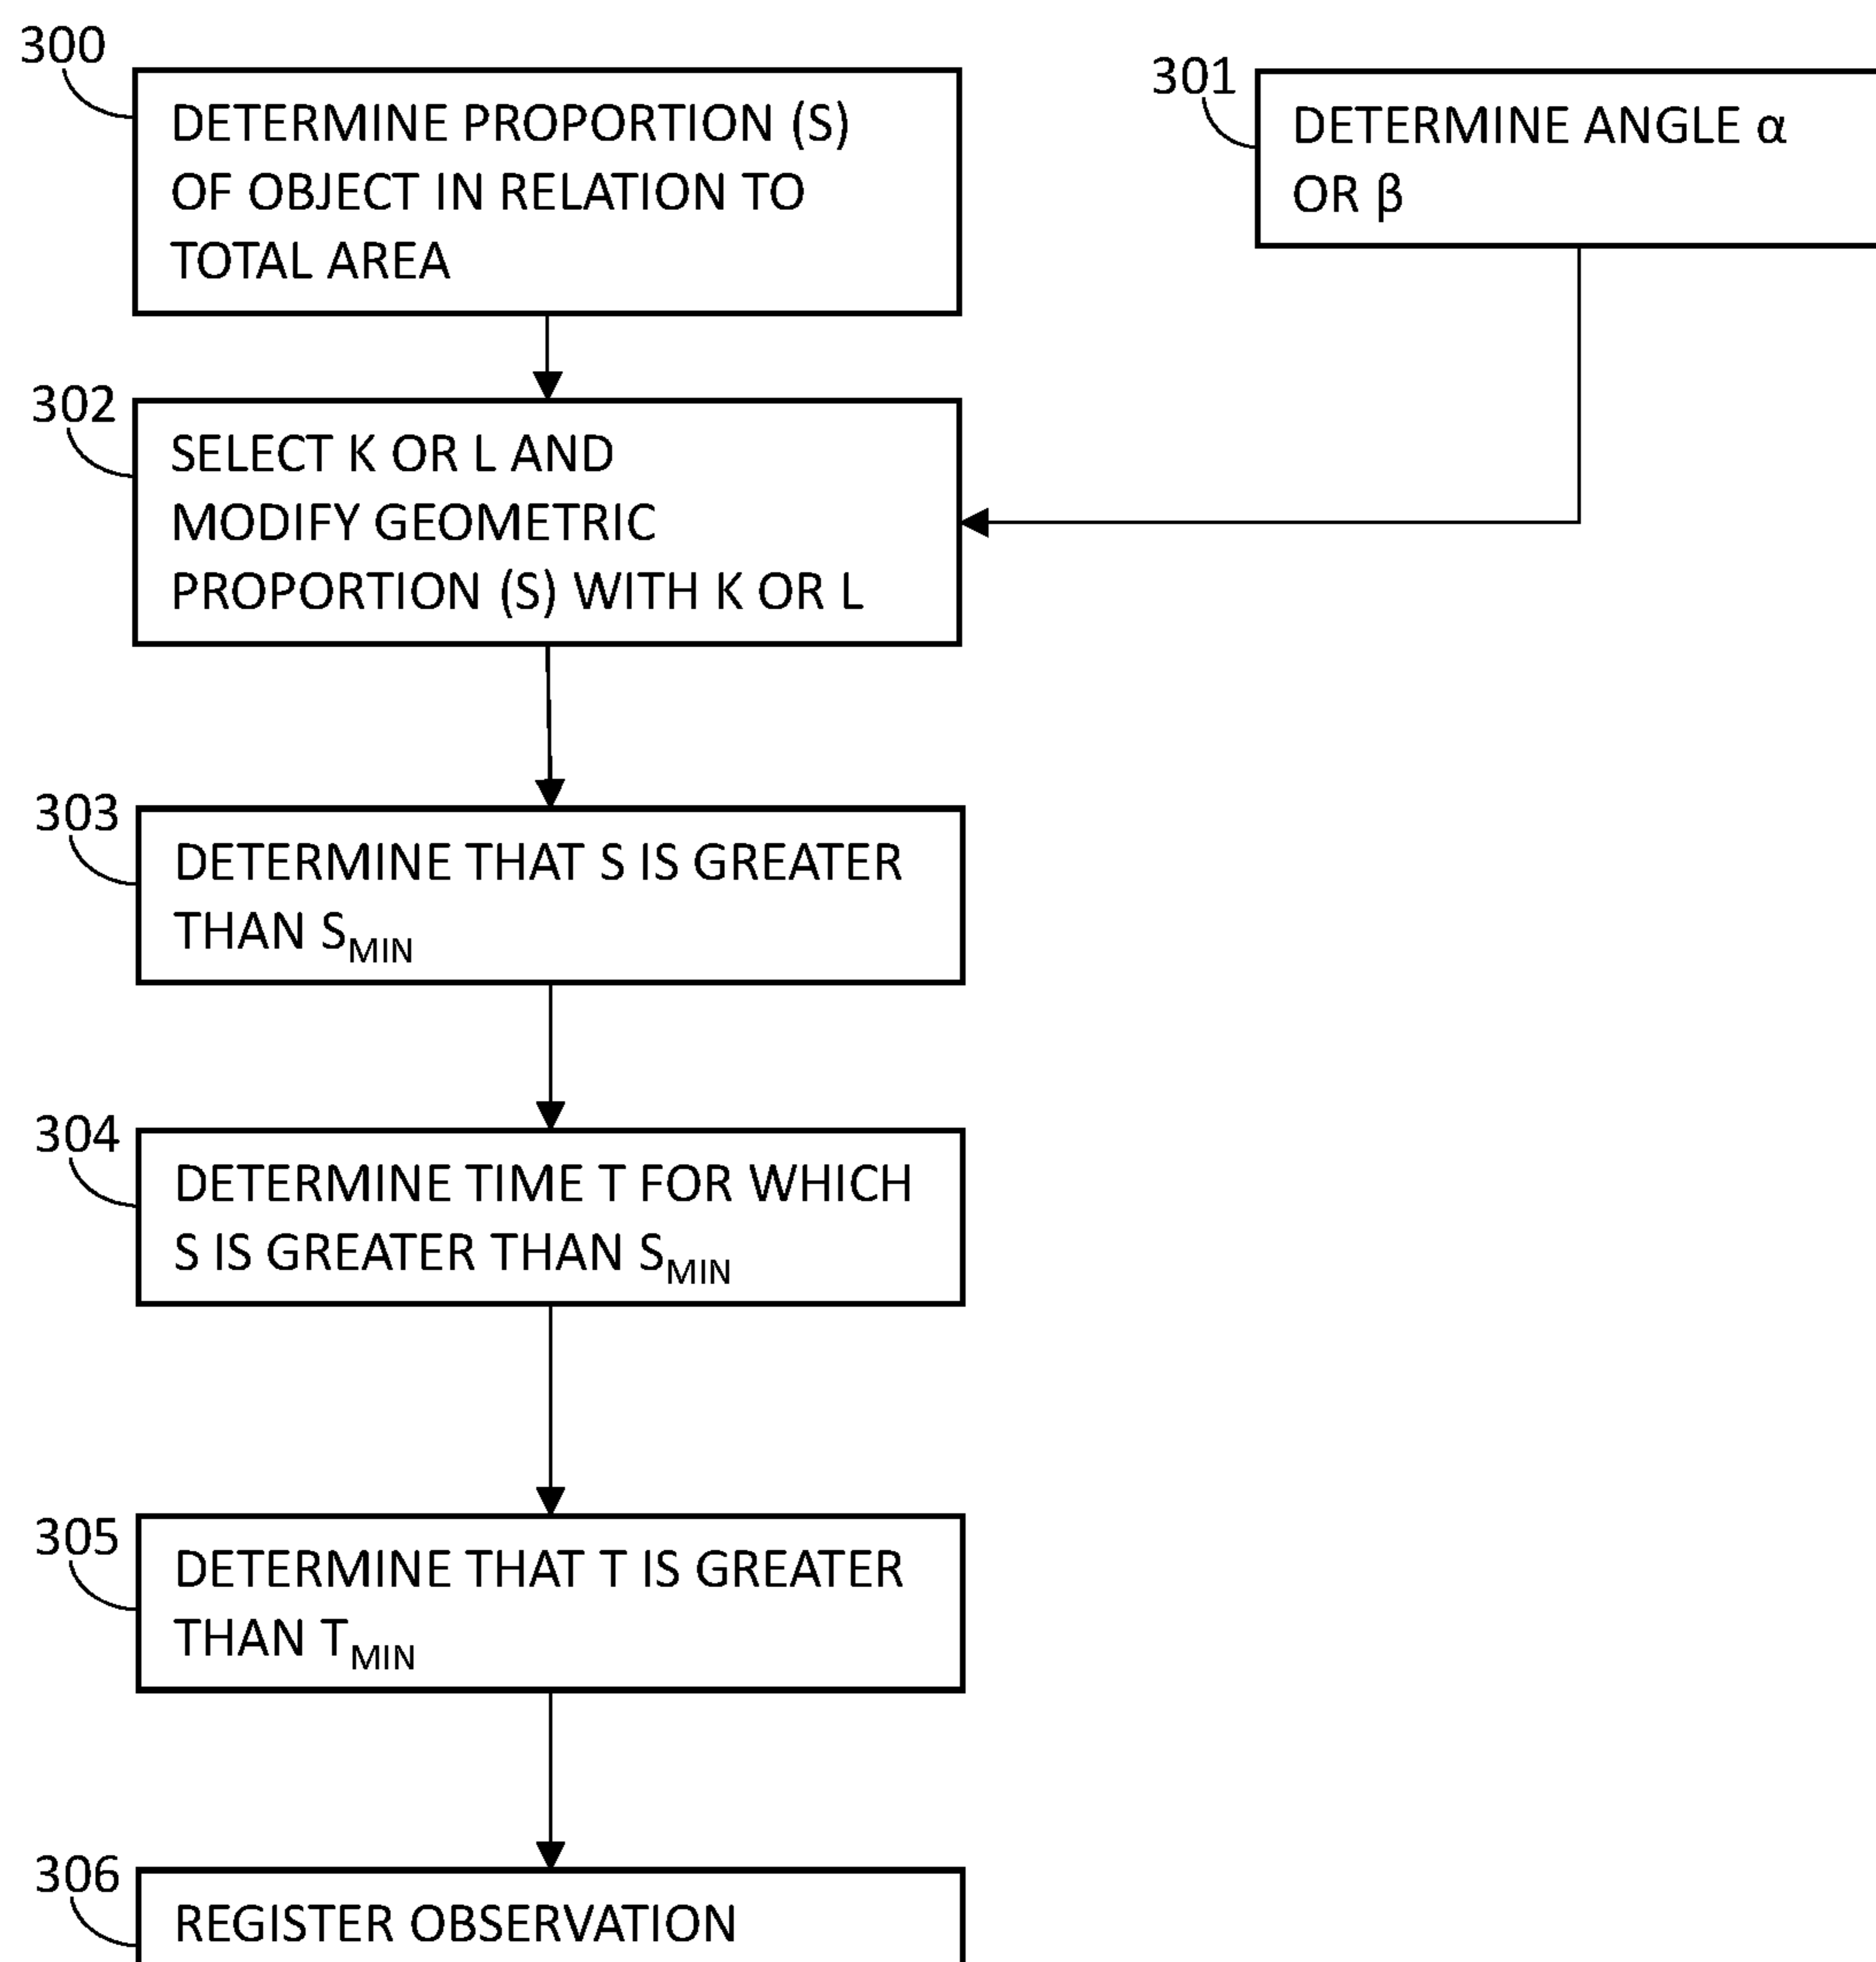 300
DETERMINE PROPORTION (S)
OF OBJECT IN RELATION TO
TOTAL AREA
301
DETERMINE ANGLE α
OR β
302
SELECT K OR L AND
MODIFY GEOMETRIC
PROPORTION (S) WITH K OR L
303
DETERMINE THAT S IS GREATER
THAN SMIN
304
DETERMINE TIME T FOR WHICH
S IS GREATER THAN SMIN
305
DETERMINE THAT T IS GREATER
THAN TMIN
306
REGISTER OBSERVATION